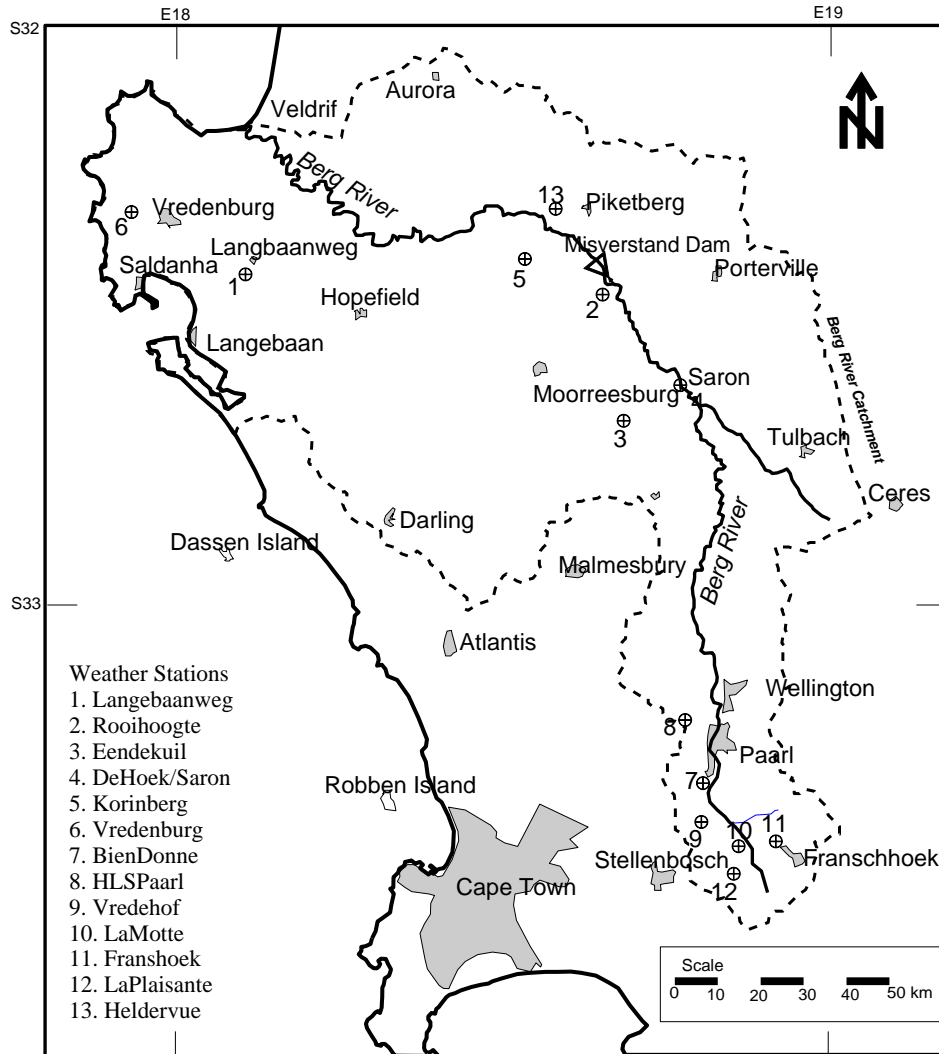 E18
E19
S32
Aurora
Veldrif
Berg River
13
Piketberg
6
Vredenburg
Misverstand Dam
Langbaanweg
5
Porterville
Saldanha
1
2
Hopefield
Berg River Catchment
Langebaan
Saron
Moorreesburg
4
3
Tulbach
Ceres
Darling
Berg River
Dassen Island
Malmesbury
S33
Atlantis
Weather Stations
1. Langebaanweg
2. Rooihoogte
3. Eendekuil
4. DeHoek/Saron
5. Korinberg
6. Vredenburg
7. BienDonne
8. HLSPaarl
9. Vredehof
10. LaMotte
11. Franshoek
12. LaPlaisante
13. Heldervue
Wellington
8
Paarl
Robben Island
7
9
10
11
Stellenbosch
Franschhoek
Cape Town
12
N
Scale
0 10 20 30 40 50 km